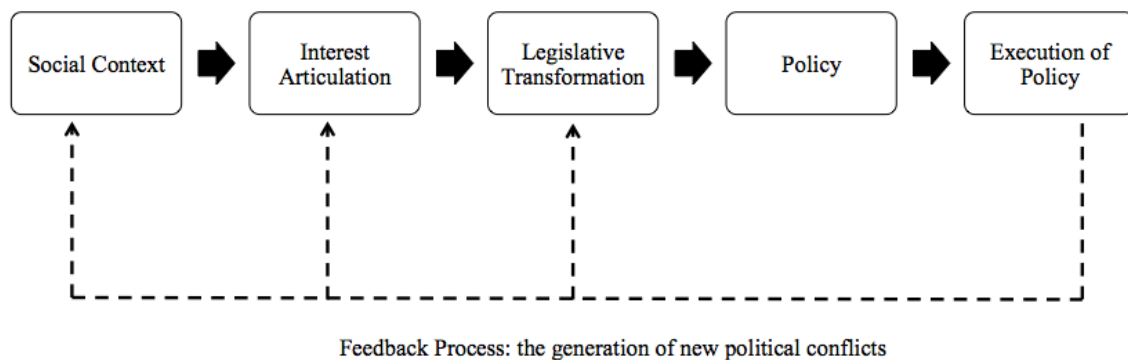 Social Context
Interest
Articulation
Legislative
Transformation
Policy
Execution of
Policy
Feedback Process: the generation of new political conflicts